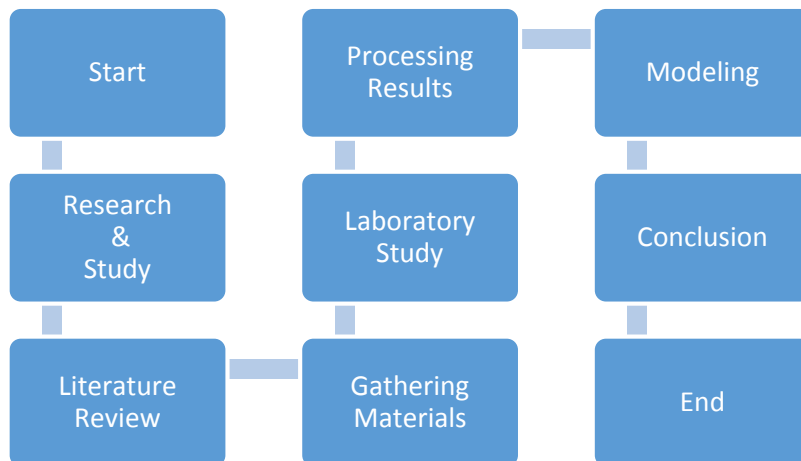 Start
Research
&
Study
Literature
Review
Gathering
Materials
Laboratory
Study
Processing
Results
Modeling
Conclusion
End